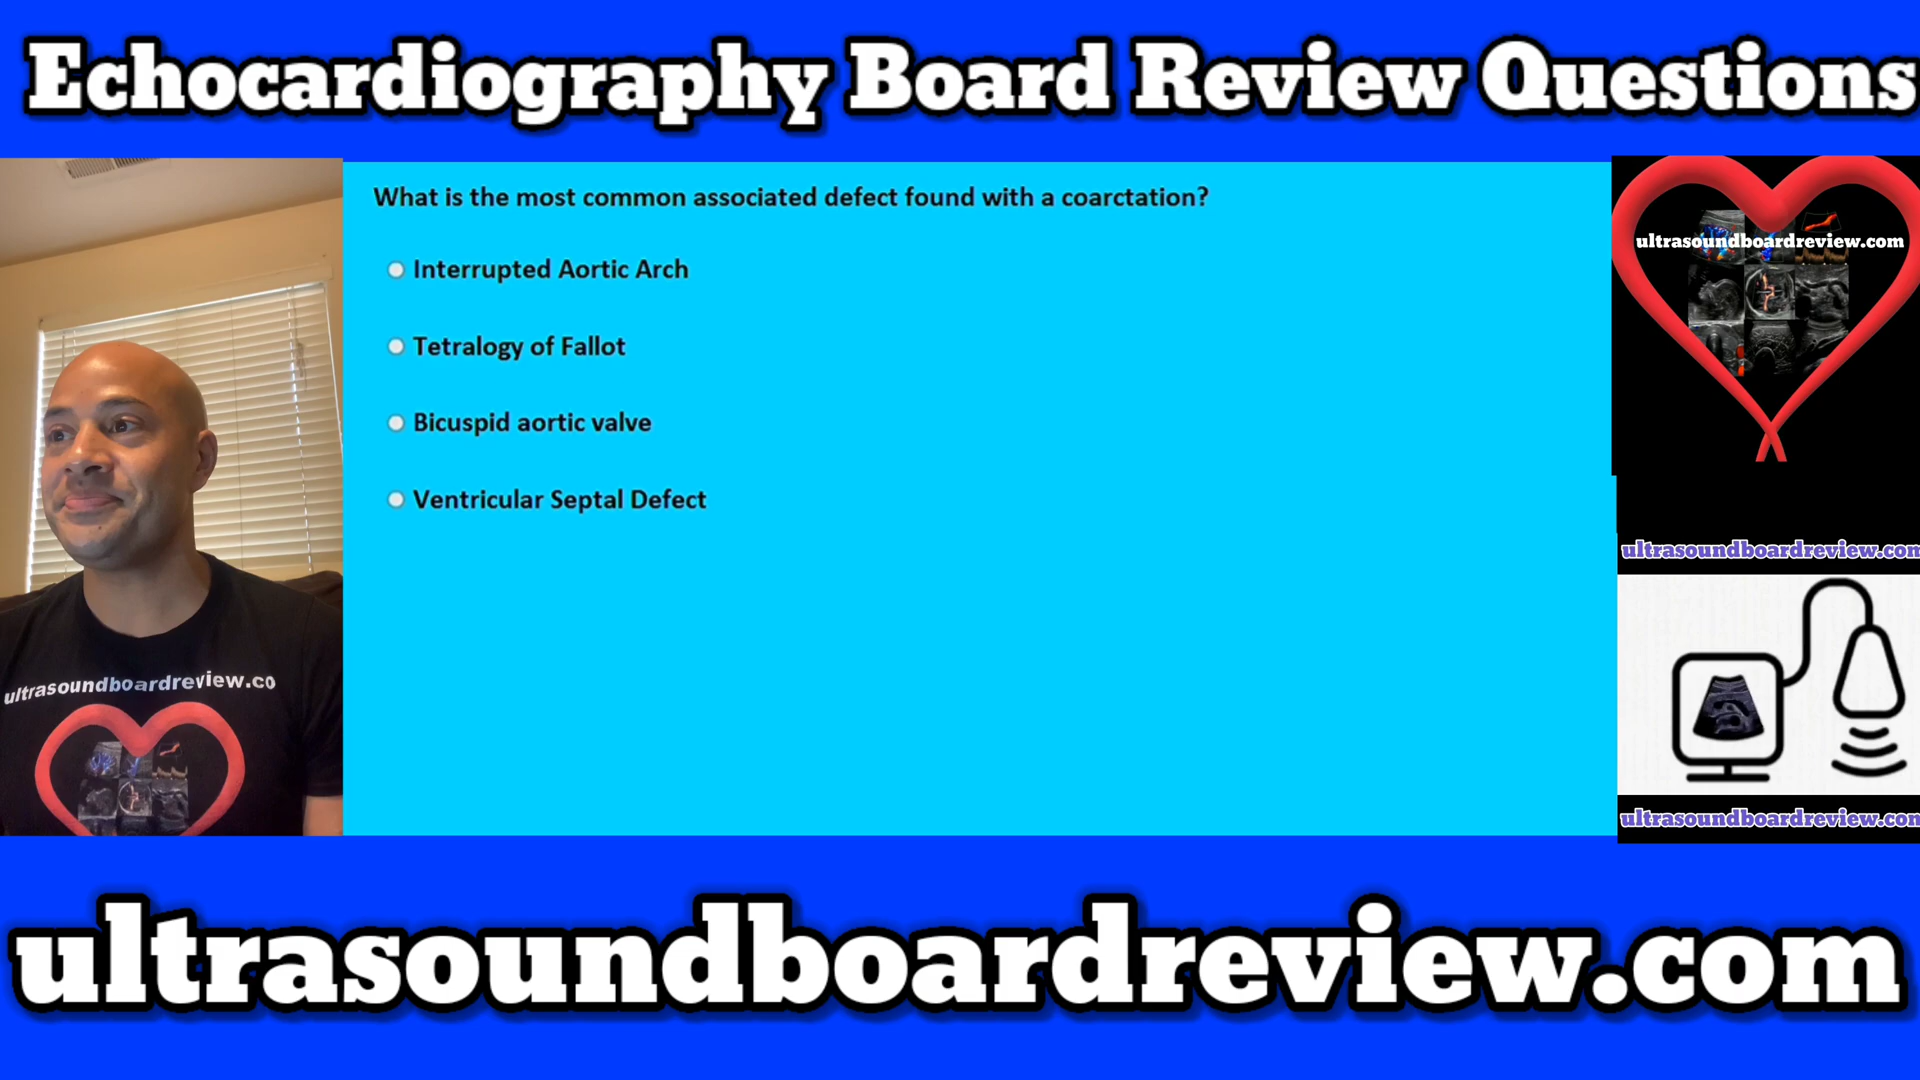 Echocardiography Board Review Questions
What is the most common associated defect found with a coarctation?
Interrupted Aortic Arch
Tetralogy of Fallot
Bicuspid aortic valve
Ventricular Septal Defect
ultrasoundboardreview.com
ultrasoundboardreview.com
ultrasoundboardreview.com
ultrasoundboardreview.co
ultrasoundboardreview.com